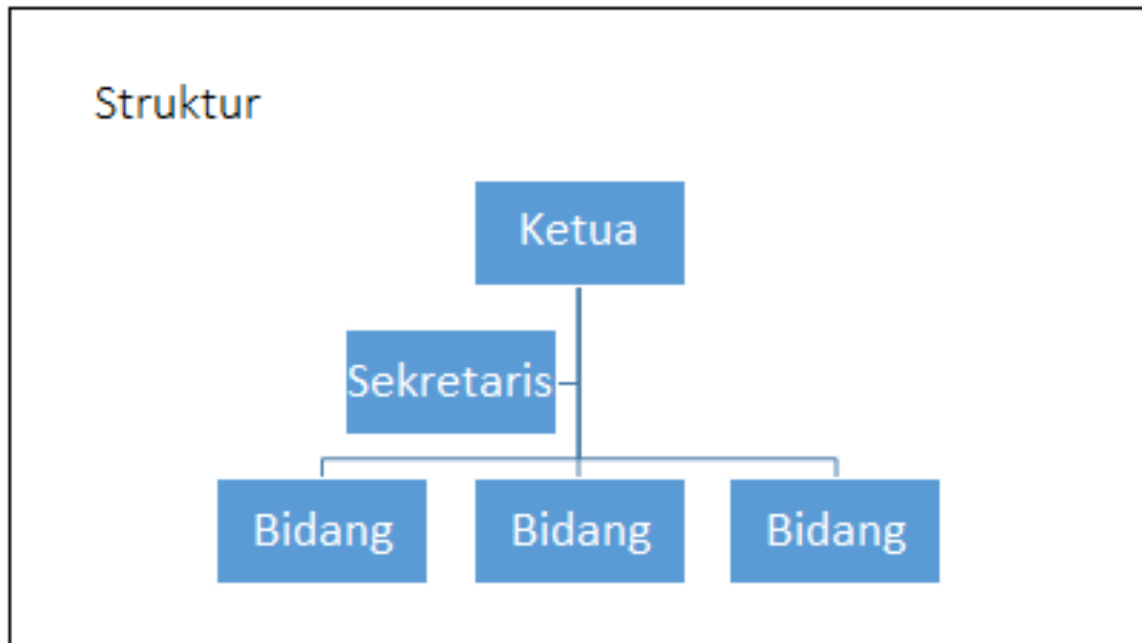 Struktur
Ketua
Sekretaris
Bidang
Bidang
Bidang